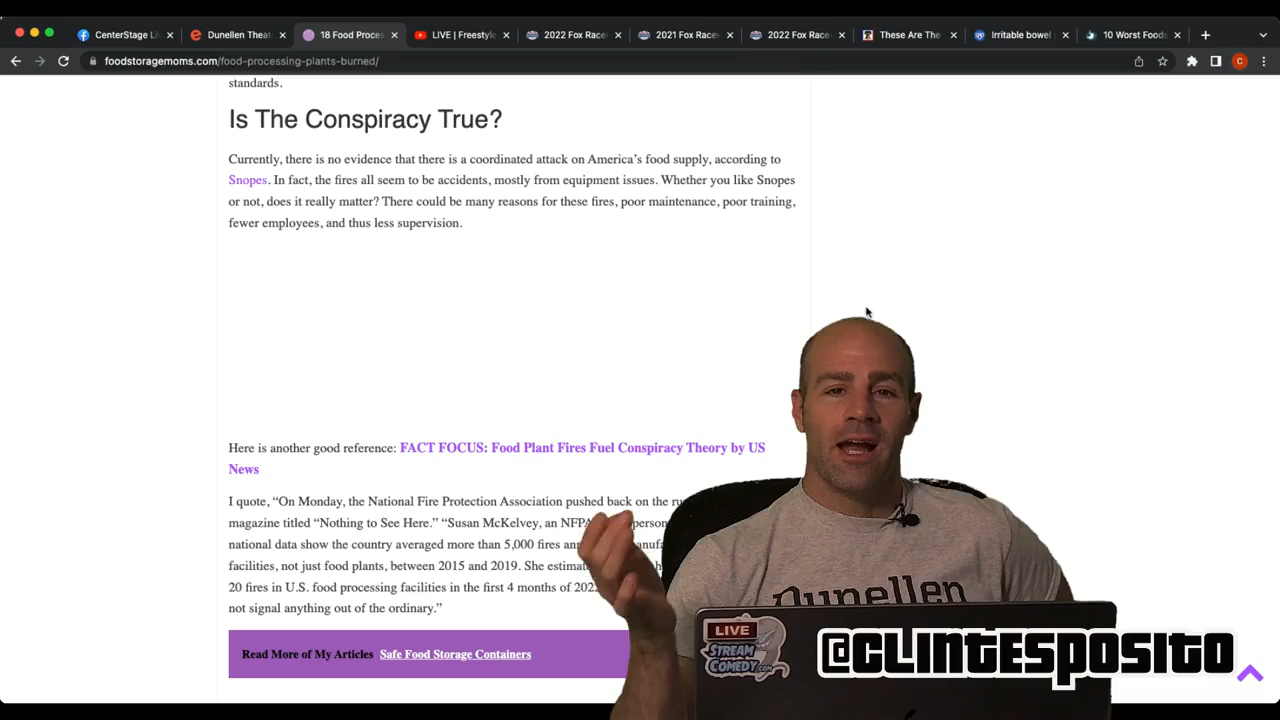 CenterStage Li
Dunellen Theat
18 Food Proces
LIVE | Freestyle
2022 Fox Race
2021 Fox Race
2022 Fox Race
These Are The
Irritable bowel
10 Worst Foods
foodstoragemoms.com/food-processing-plants-burned/
C
standards.
Is The Conspiracy True?
Currently, there is no evidence that there is a coordinated attack on America's food supply, according to
Snopes. In fact, the fires all seem to be accidents, mostly from equipment issues. Whether you like Snopes
or not, does it really matter? There could be many reasons for these fires, poor maintenance, poor training,
fewer employees, and thus less supervision.
Here is another good reference: FACT FOCUS: Food Plant Fires Fuel Conspiracy Theory by US
News
I quote, “On Monday, the National Fire Protection Association pushed back on the ru
magazine titled “Nothing to See Here.” “Susan McKelvey, an NFPA person
national data show the country averaged more than 5,000 fires an manufa
facilities, not just food plants, between 2015 and 2019. She estimate
20 fires in U.S. food processing facilities in the first 4 months of 202
not signal anything out of the ordinary.”
Read More of My Articles Safe Food Storage Containers
Dunellen
LIVE
STREAM
COMEDY.COM
@CLINTESPOSITO